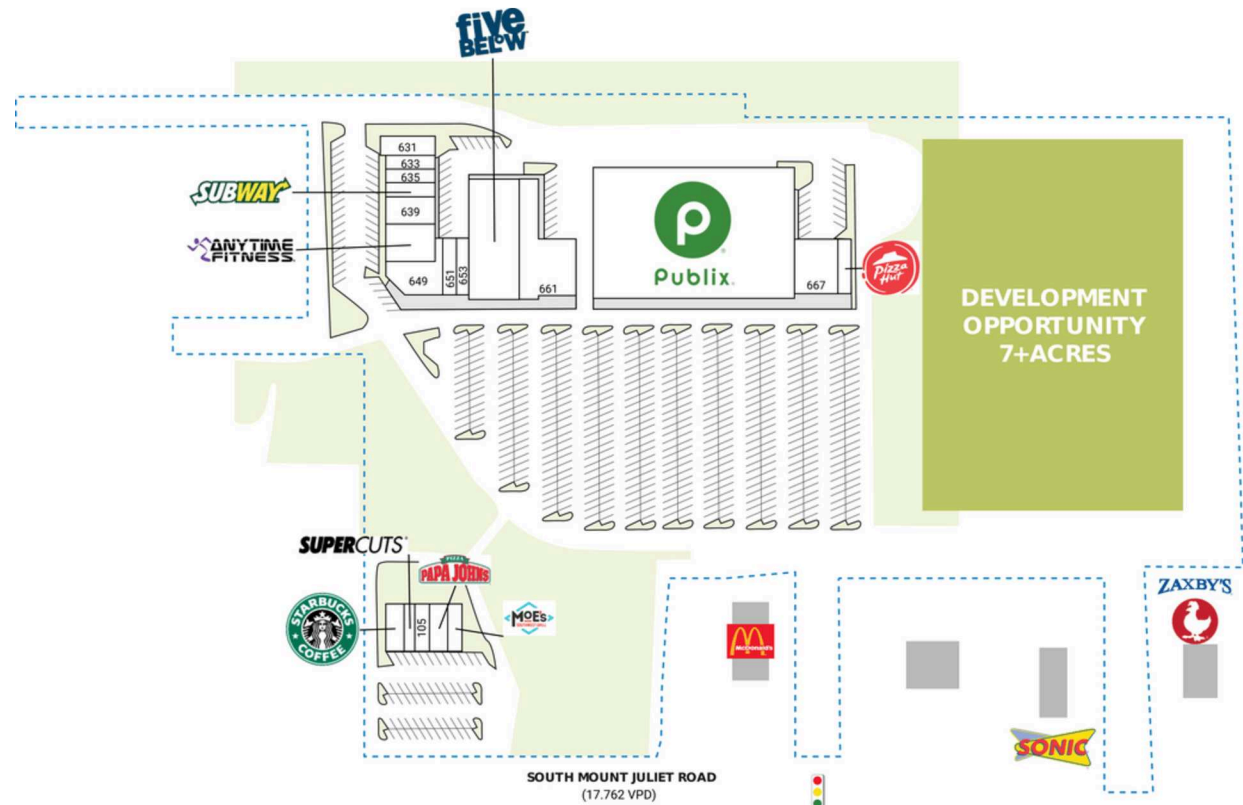 five
BELOW
631
633
635
SUBWAY
639
ANYTIME
FITNESS
649
651
653
661
P
Publix
667
Pizza
Hut
DEVELOPMENT
OPPORTUNITY
7+ACRES
SUPERCUTS
PIZZA
PAPA JOHNS
STARBUCKS
COFFEE
105
MOE's
McDonald's
ZAXBY'S
SONIC
SOUTH MOUNT JULIET ROAD
(17.762 VPD)